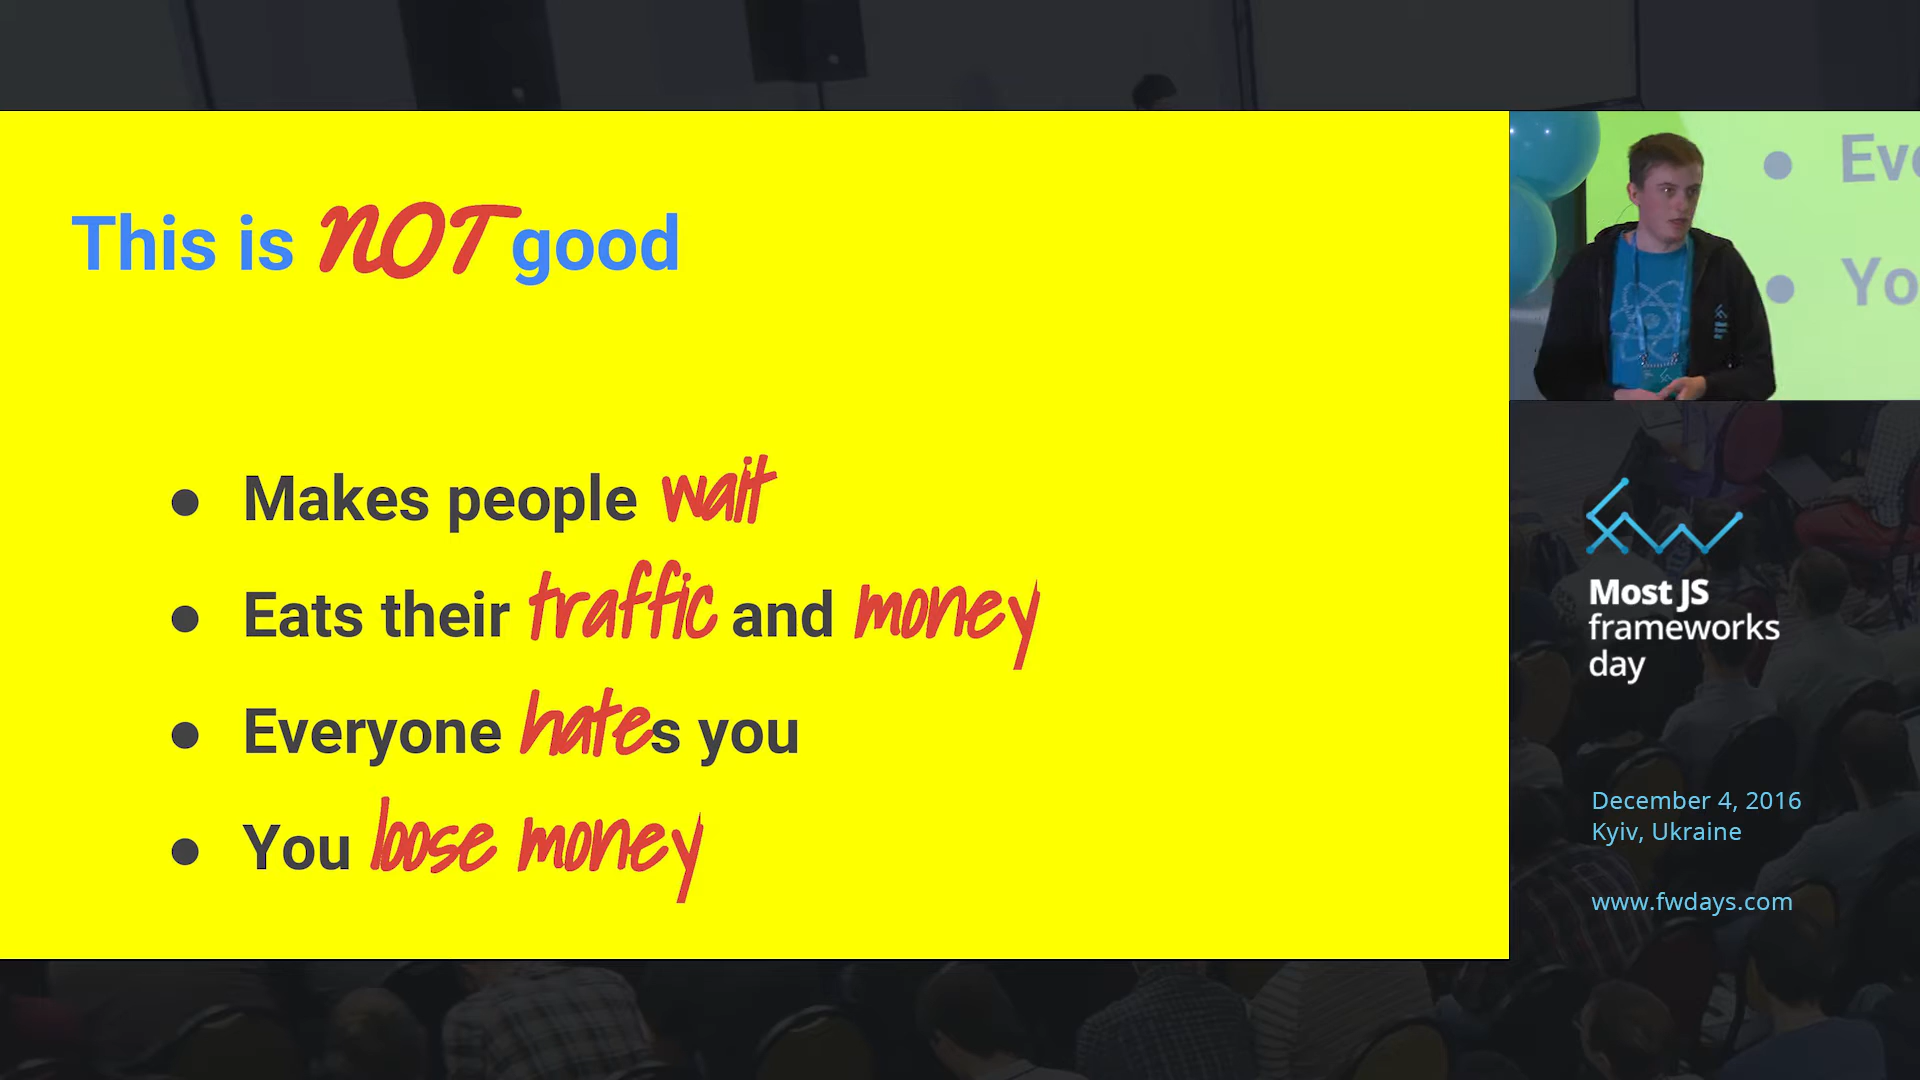 This is NOT good
● Makes people wait
● Eats their traffic and money
● Everyone hates you
● You loose money
Eve
Yo
Most JS
frameworks
day
December 4, 2016
Kyiv, Ukraine
www.fwdays.com